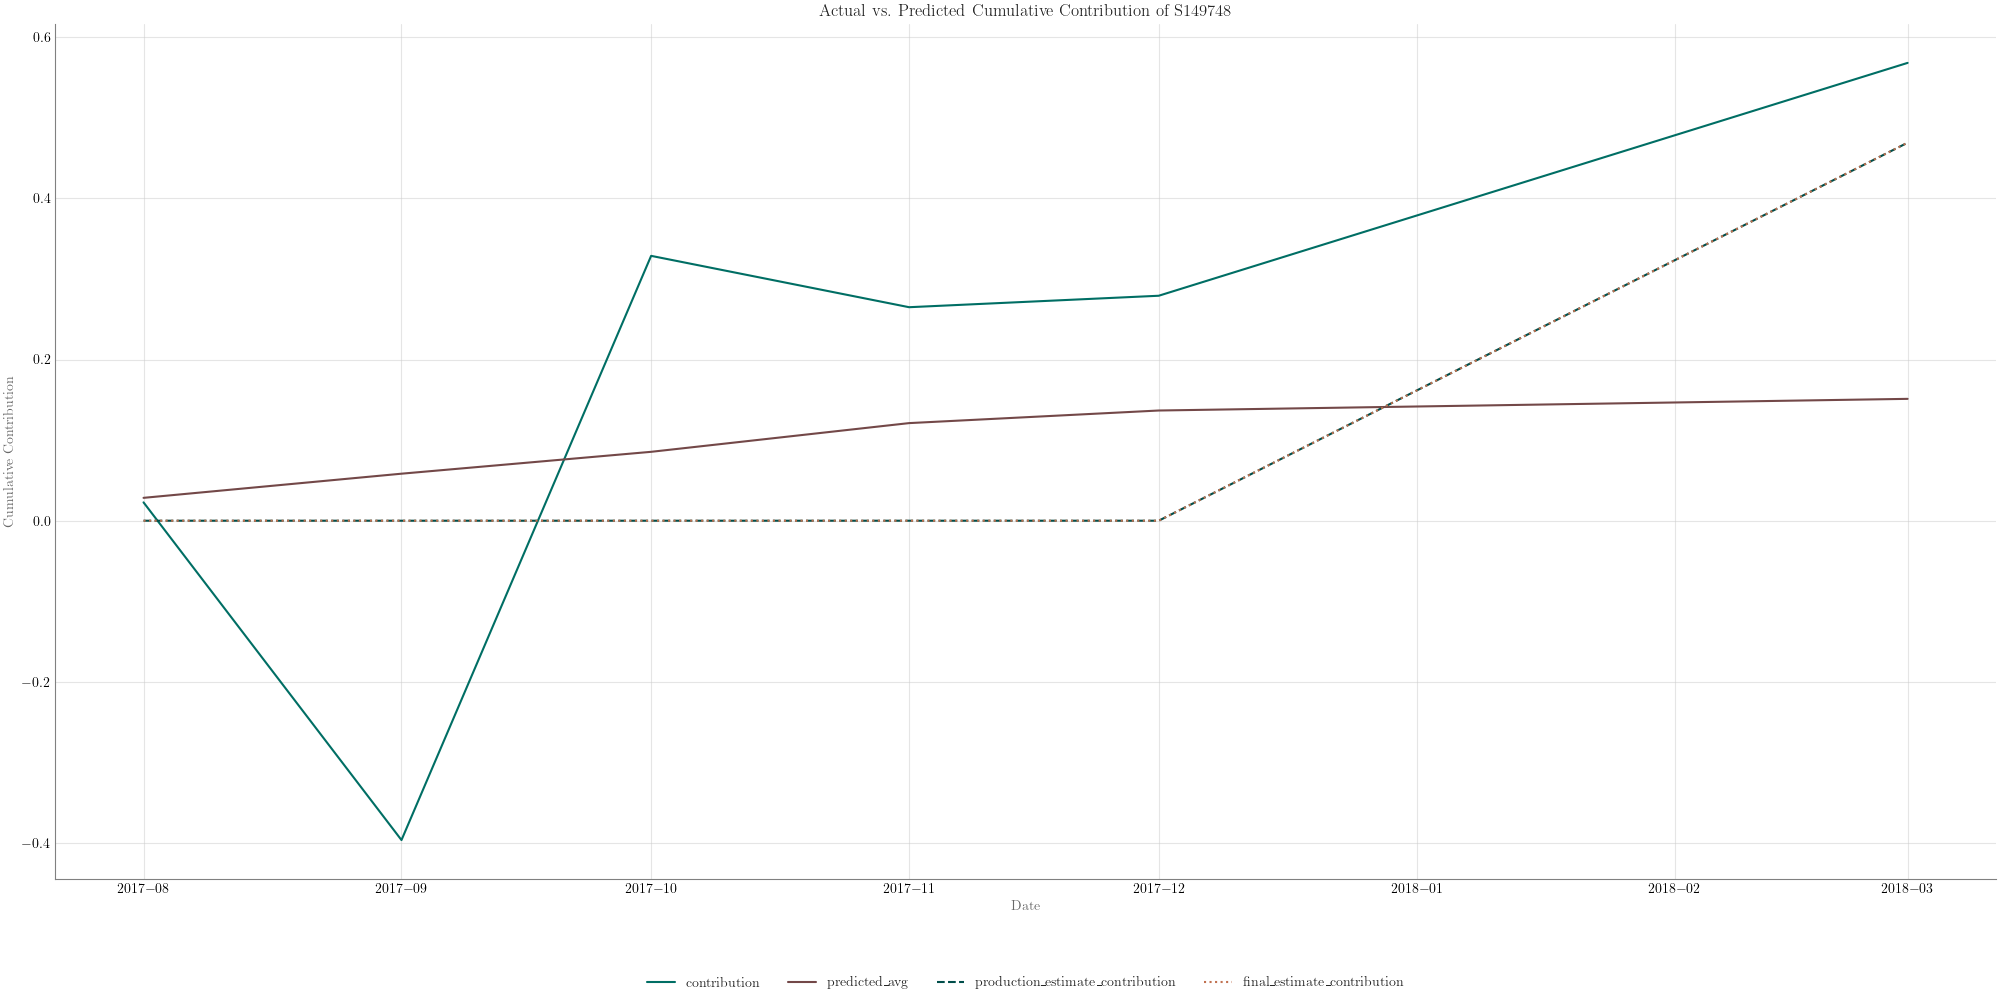 Actual vs. Predicted Cumulative Contribution of S149748
0.6
0.4
0.2
0.0
−0.2
−0.4
Cumulative Contribution
2017−08 2017−09 2017−10 2017−11 2017−12 2018−01 2018−02 2018−03
Date
contribution predicted_avg production_estimate_contribution final_estimate_contribution